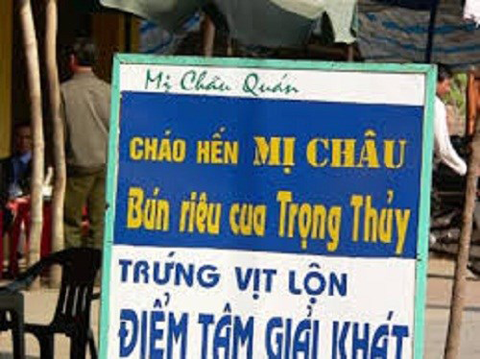 Mị Châu Quán
CHÁO HẾN MỊ CHÂU
Bún riêu cua Trọng Thủy
TRỨNG VỊT LỘN
ĐIỂM TÂM GIẢI KHÁT